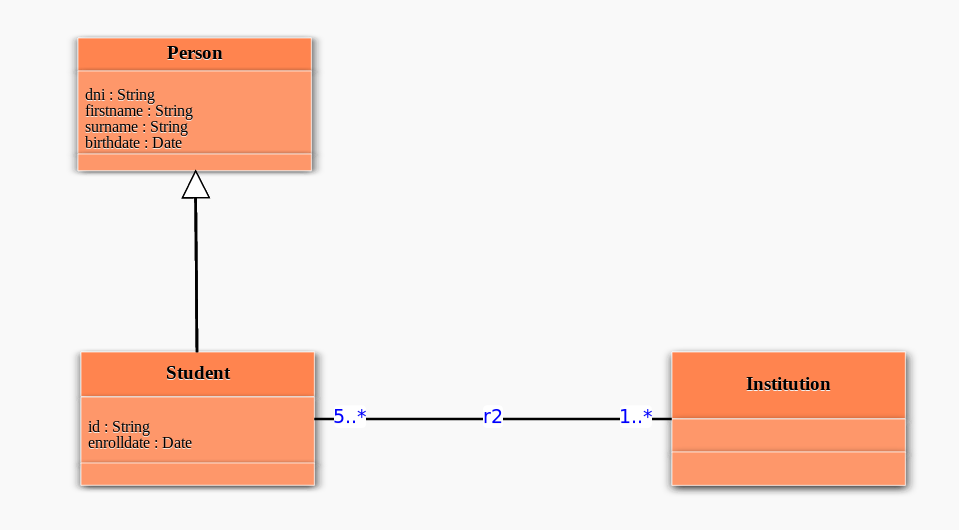 Person
dni : String
firstname : String
surname : String
birthdate : Date
Student
id : String
enrolldate : Date
5..*
r2
1..*
Institution